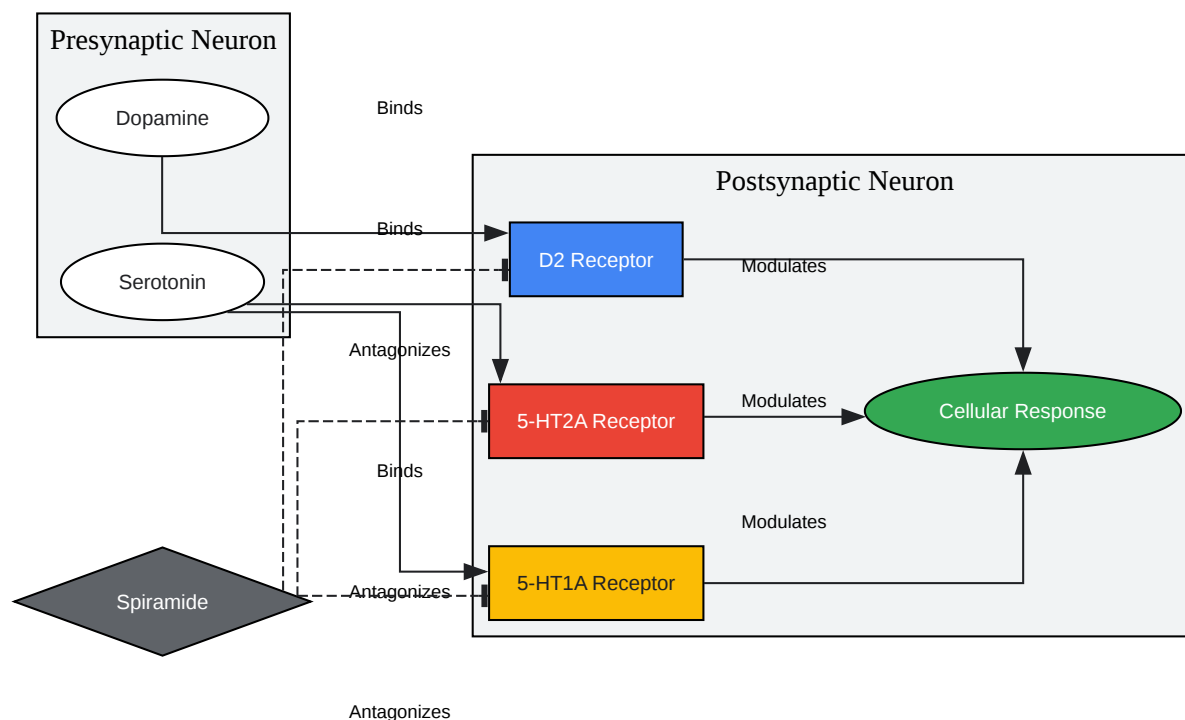 Presynaptic Neuron
Dopamine
Binds
Postsynaptic Neuron
Binds
D2 Receptor
Modulates
Serotonin
Antagonizes
5-HT2A Receptor
Modulates
Cellular Response
Binds
Modulates
5-HT1A Receptor
Antagonizes
Spiramide
Antagonizes